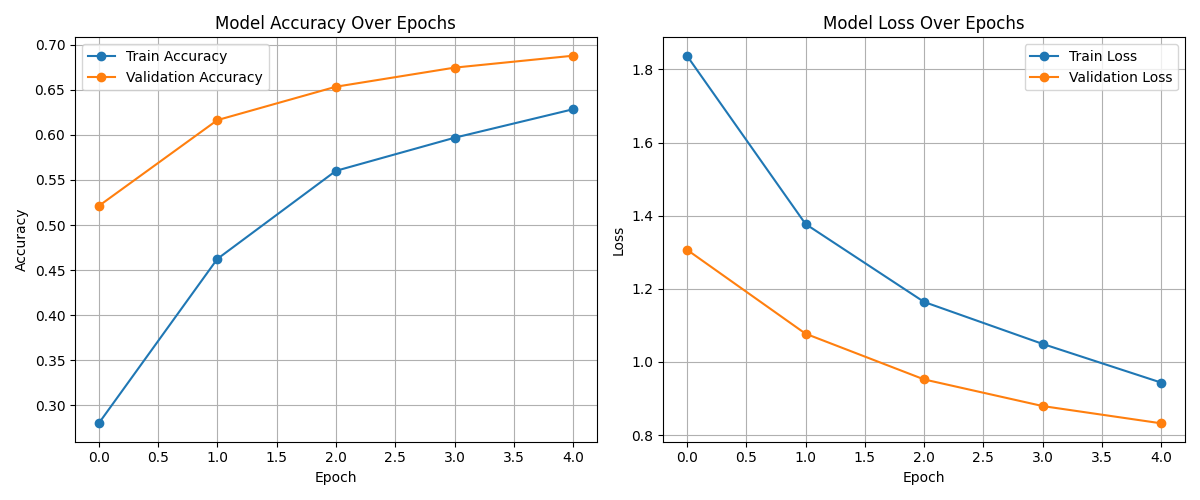 Model Accuracy Over Epochs
Train Accuracy
Validation Accuracy
Accuracy
0.70
0.65
0.60
0.55
0.50
0.45
0.40
0.35
0.30
0.0 0.5 1.0 1.5 2.0 2.5 3.0 3.5 4.0
Epoch
Model Loss Over Epochs
Train Loss
Validation Loss
Loss
1.8
1.6
1.4
1.2
1.0
0.8
0.0 0.5 1.0 1.5 2.0 2.5 3.0 3.5 4.0
Epoch